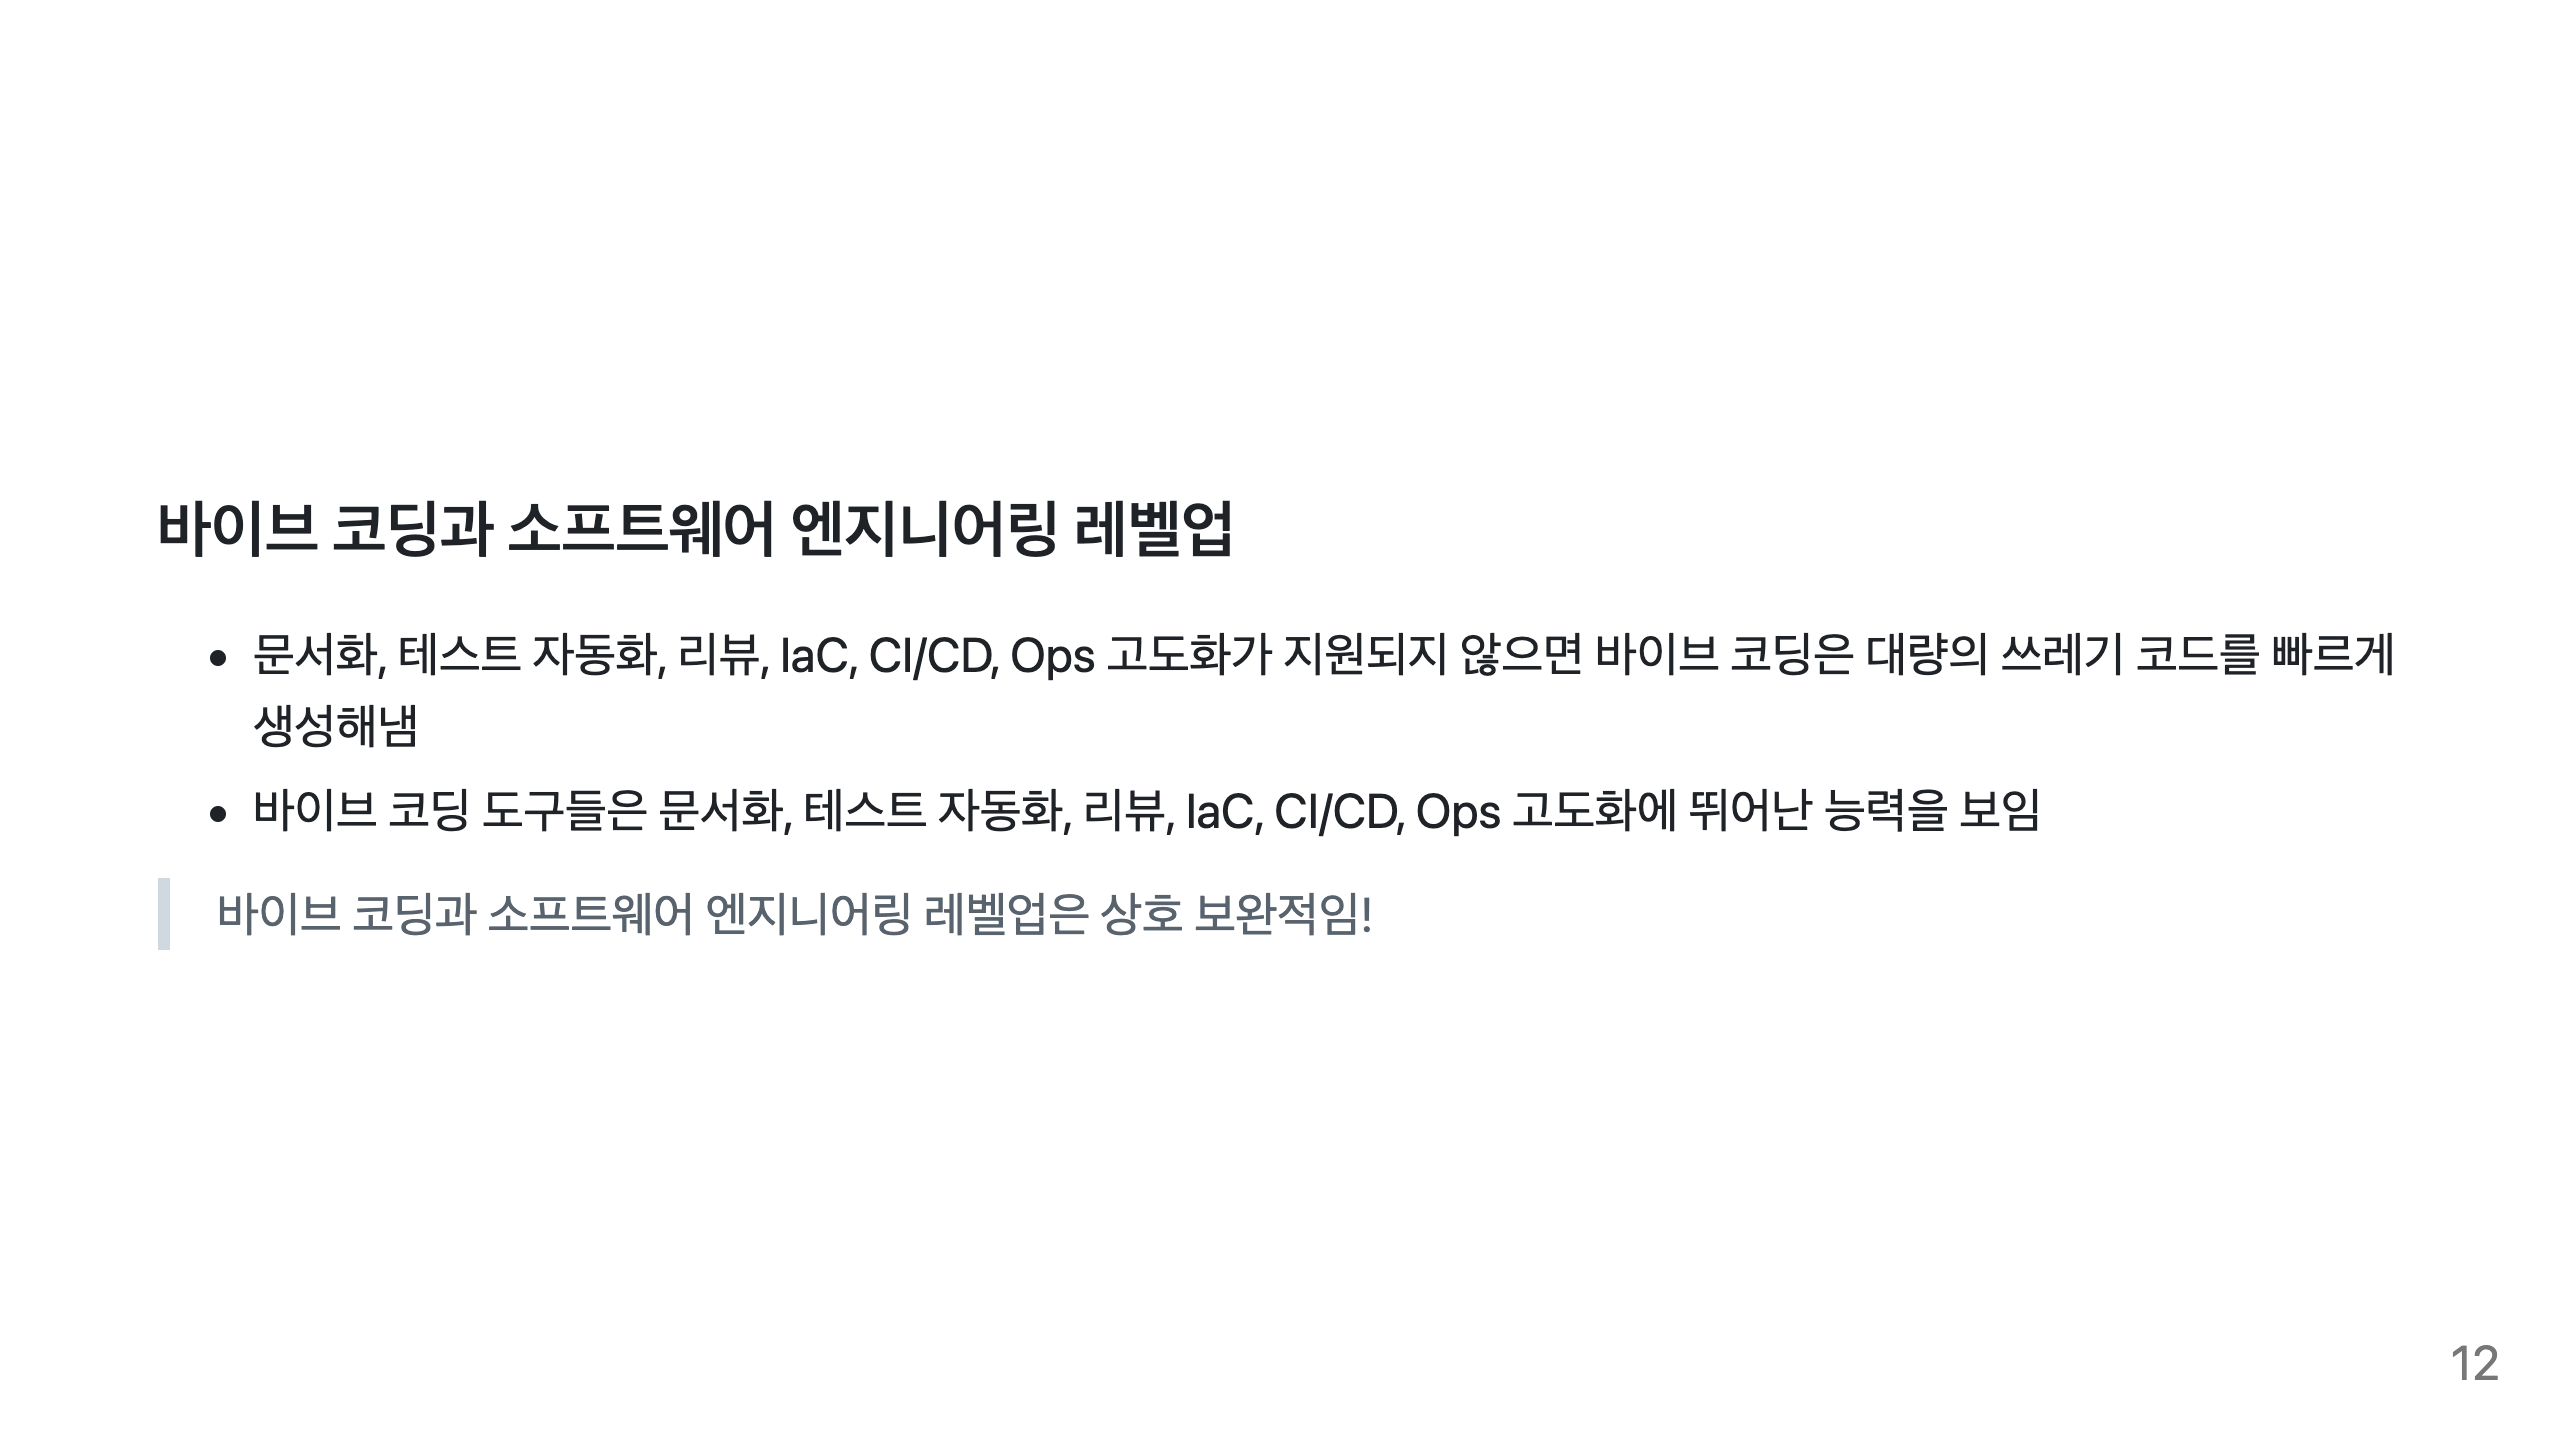 바이브 코딩과 소프트웨어 엔지니어링 레벨업
문서화, 테스트 자동화, 리뷰, IaC, CI/CD, Ops 고도화가 지원되지 않으면 바이브 코딩은 대량의 쓰레기 코드를 빠르게
생성해냄
바이브 코딩 도구들은 문서화, 테스트 자동화, 리뷰, IaC, CI/CD, Ops 고도화에 뛰어난 능력을 보임
바이브 코딩과 소프트웨어 엔지니어링 레벨업은 상호 보완적임!
12